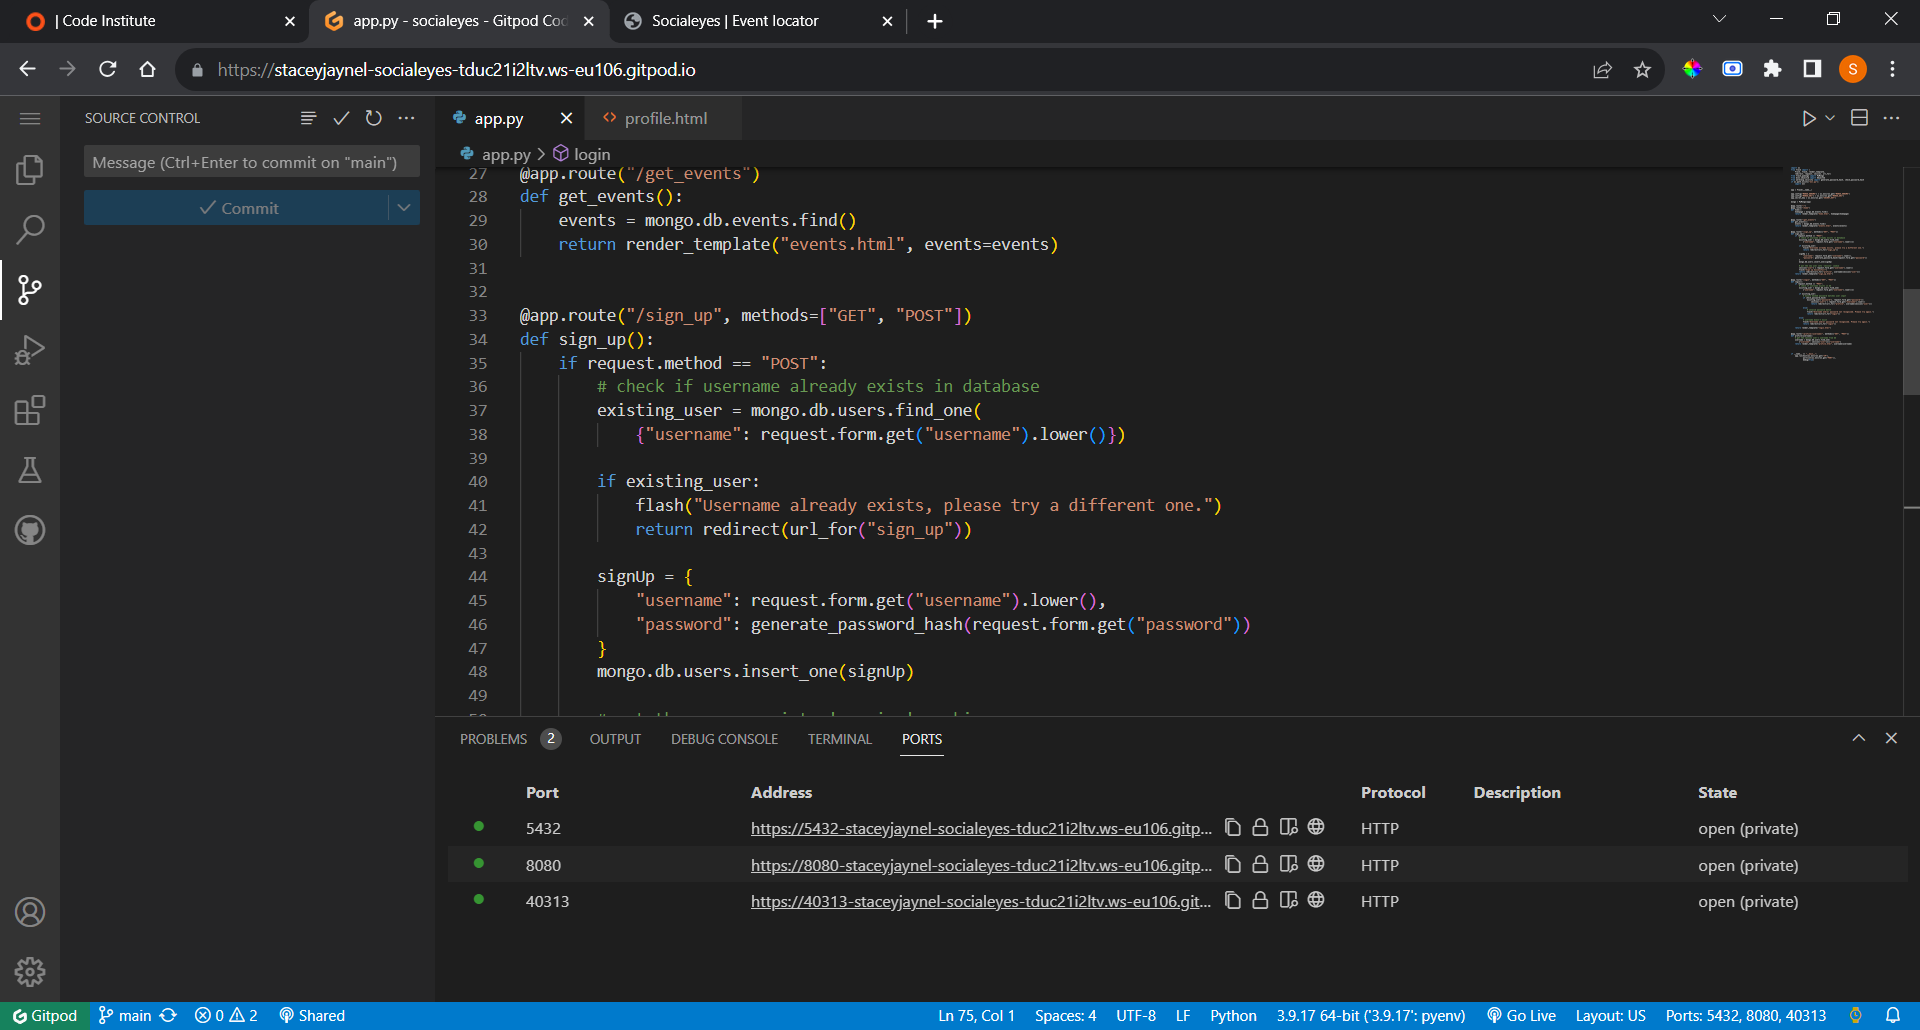 | Code Institute
app.py - socialeyes - Gitpod Coc
Socialeyes | Event locator
https://staceyjaynel-socialeyes-tduc21i2ltv.ws-eu106.gitpod.io
S
SOURCE CONTROL
Message (Ctrl+Enter to commit on "main")
Commit
app.py
profile.html
app.py > login
27 @app.route("/get_events")
28 def get_events():
29     events = mongo.db.events.find()
30     return render_template("events.html", events=events)
31
32
33 @app.route("/sign_up", methods=["GET", "POST"])
34 def sign_up():
35     if request.method == "POST":
36         # check if username already exists in database
37         existing_user = mongo.db.users.find_one(
38             {"username": request.form.get("username").lower()})
39
40         if existing_user:
41             flash("Username already exists, please try a different one.")
42             return redirect(url_for("sign_up"))
43
44         signUp = {
45             "username": request.form.get("username").lower(),
46             "password": generate_password_hash(request.form.get("password"))
47         }
48         mongo.db.users.insert_one(signUp)
49
PROBLEMS 2 OUTPUT DEBUG CONSOLE TERMINAL PORTS
Port Address Protocol Description State
5432 https://5432-staceyjaynel-socialeyes-tduc21i2ltv.ws-eu106.gitp... HTTP open (private)
8080 https://8080-staceyjaynel-socialeyes-tduc21i2ltv.ws-eu106.gitp... HTTP open (private)
40313 https://40313-staceyjaynel-socialeyes-tduc21i2ltv.ws-eu106.git... HTTP open (private)
Gitpod main 0 2 Shared Ln 75, Col 1 Spaces: 4 UTF-8 LF Python 3.9.17 64-bit ('3.9.17': pyenv) Go Live Layout: US Ports: 5432, 8080, 40313